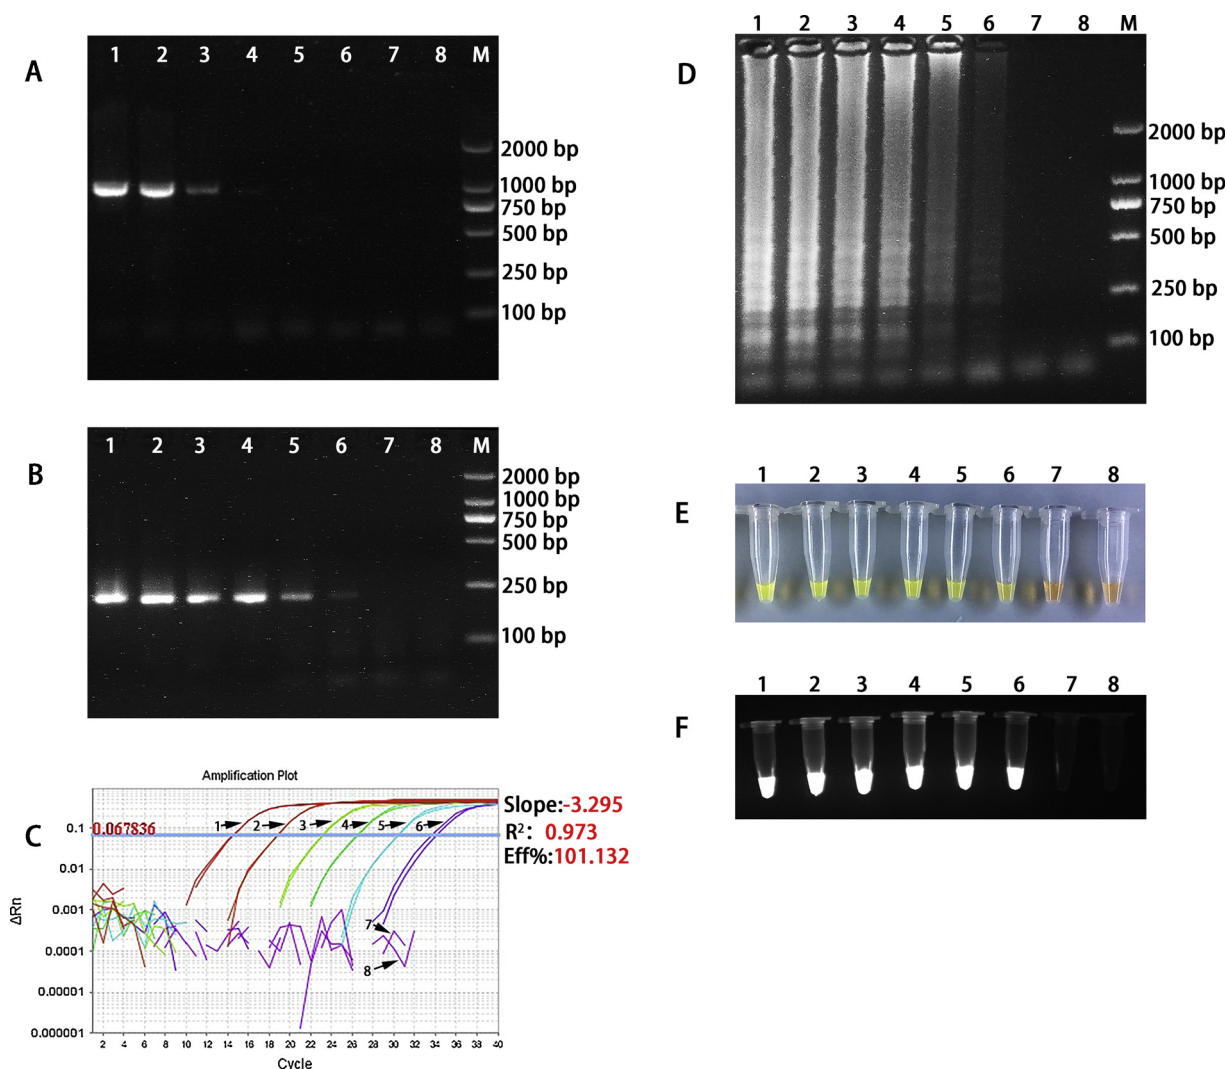 A
1 2 3 4 5 6 7 8 M
2000 bp
1000 bp
750 bp
500 bp
250 bp
100 bp
B
1 2 3 4 5 6 7 8 M
2000 bp
1000 bp
750 bp
500 bp
250 bp
100 bp
C
Amplification Plot
ΔRn
0.1
0.01
0.001
0.0001
0.00001
0.000001
0.067836
1 2 3 4 5 6
7
8
2 4 6 8 10 12 14 16 18 20 22 24 26 28 30 32 34 36 38 40
Cycle
Slope:-3.295
R²: 0.973
Eff%:101.132
D
1 2 3 4 5 6 7 8 M
2000 bp
1000 bp
750 bp
500 bp
250 bp
100 bp
E
1 2 3 4 5 6 7 8
F
1 2 3 4 5 6 7 8